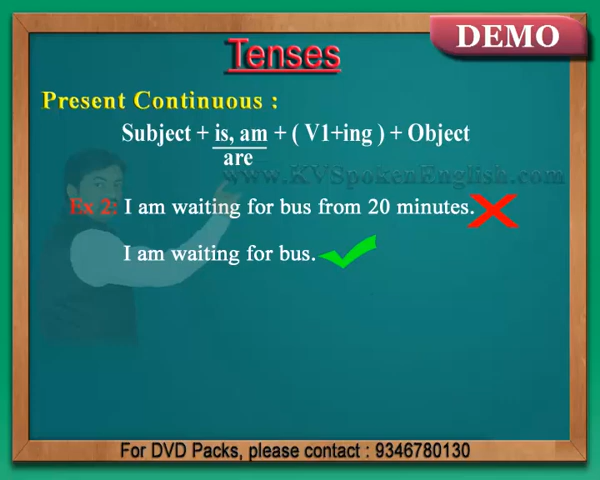 DEMO
Tenses
Present Continuous :
Subject + is, am + ( V1+ing ) + Object
are
www.KVSpokenEnglish.com
Ex 2: I am waiting for bus from 20 minutes.
I am waiting for bus.
For DVD Packs, please contact : 9346780130